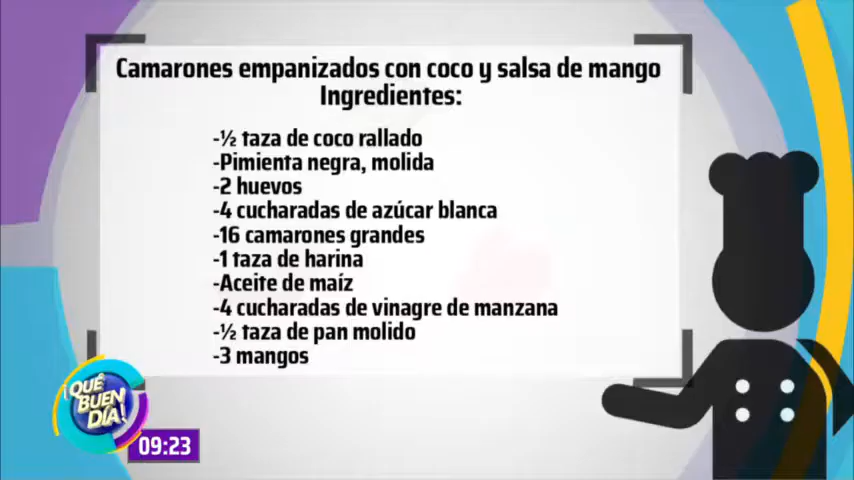 Camarones empanizados con coco y salsa de mango
Ingredientes:
-½ taza de coco rallado
-Pimienta negra, molida
-2 huevos
-4 cucharadas de azúcar blanca
-16 camarones grandes
-1 taza de harina
-Aceite de maíz
-4 cucharadas de vinagre de manzana
-½ taza de pan molido
-3 mangos
¡QUÉ
BUEN
DÍA!
09:23